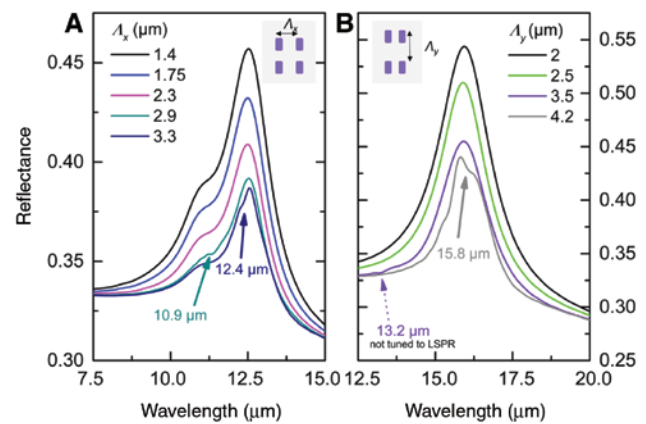 A
Λx (μm)
1.4
1.75
2.3
2.9
3.3
Λx
12.4 μm
10.9 μm
0.45
0.40
0.35
0.30
Reflectance
7.5 10.0 12.5 15.0
Wavelength (μm)
B
Λy
Λy (μm)
2
2.5
3.5
4.2
15.8 μm
13.2 μm
not tuned to LSPR
0.55
0.50
0.45
0.40
0.35
0.30
0.25
12.5 15.0 17.5 20.0
Wavelength (μm)